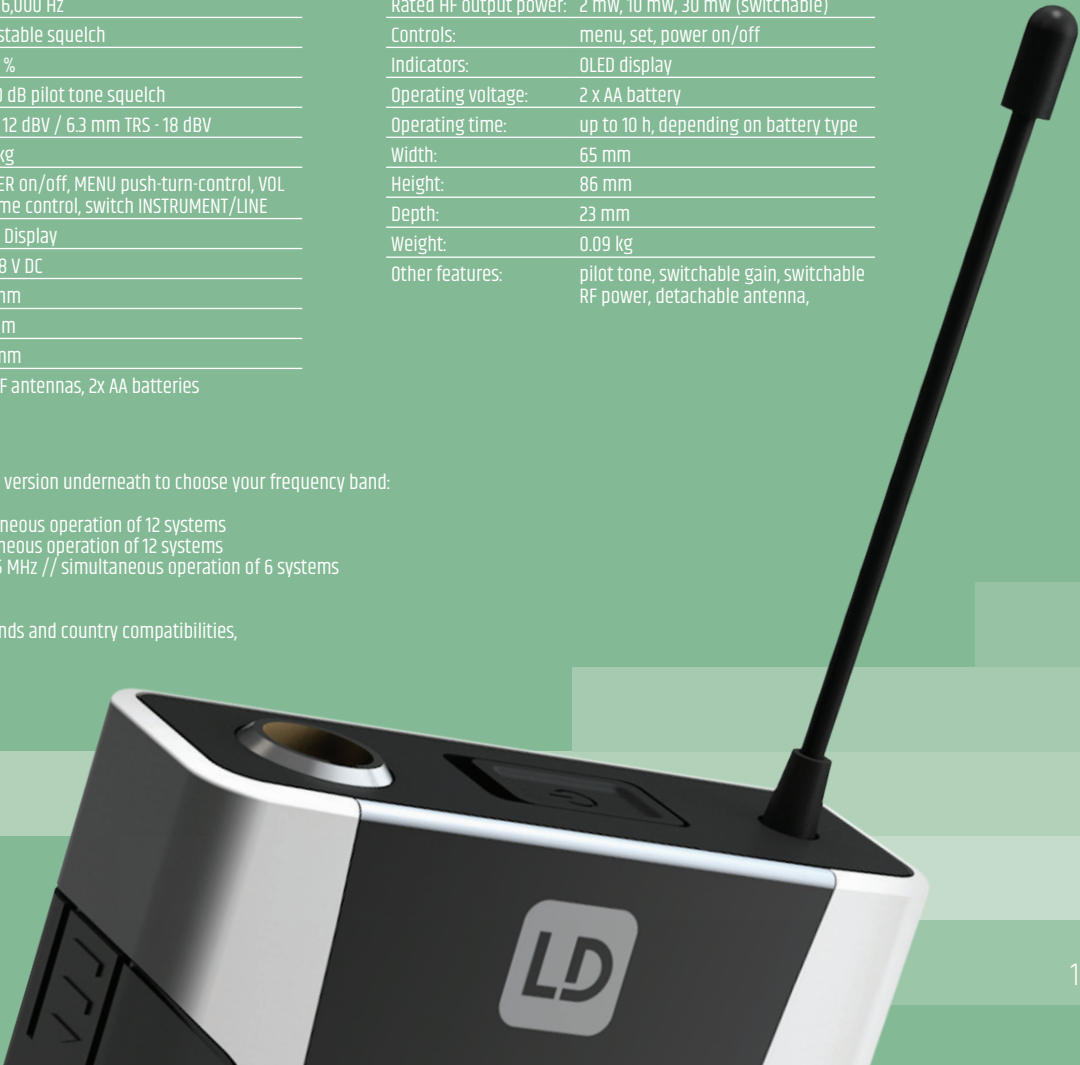 6,000 Hz
stable squelch
%
dB pilot tone squelch
12 dBV / 6.3 mm TRS - 18 dBV
kg
ER on/off, MENU push-turn-control, VOL
me control, switch INSTRUMENT/LINE
Display
8 V DC
mm
m
mm
F antennas, 2x AA batteries
Rated HF output power: 2 mW, 10 mW, 30 mW (switchable)
Controls: menu, set, power on/off
Indicators: OLED display
Operating voltage: 2 x AA battery
Operating time: up to 10 h, depending on battery type
Width: 65 mm
Height: 86 mm
Depth: 23 mm
Weight: 0.09 kg
Other features: pilot tone, switchable gain, switchable
RF power, detachable antenna,
version underneath to choose your frequency band:
neous operation of 12 systems
neous operation of 12 systems
MHz // simultaneous operation of 6 systems
nds and country compatibilities,
LD
1